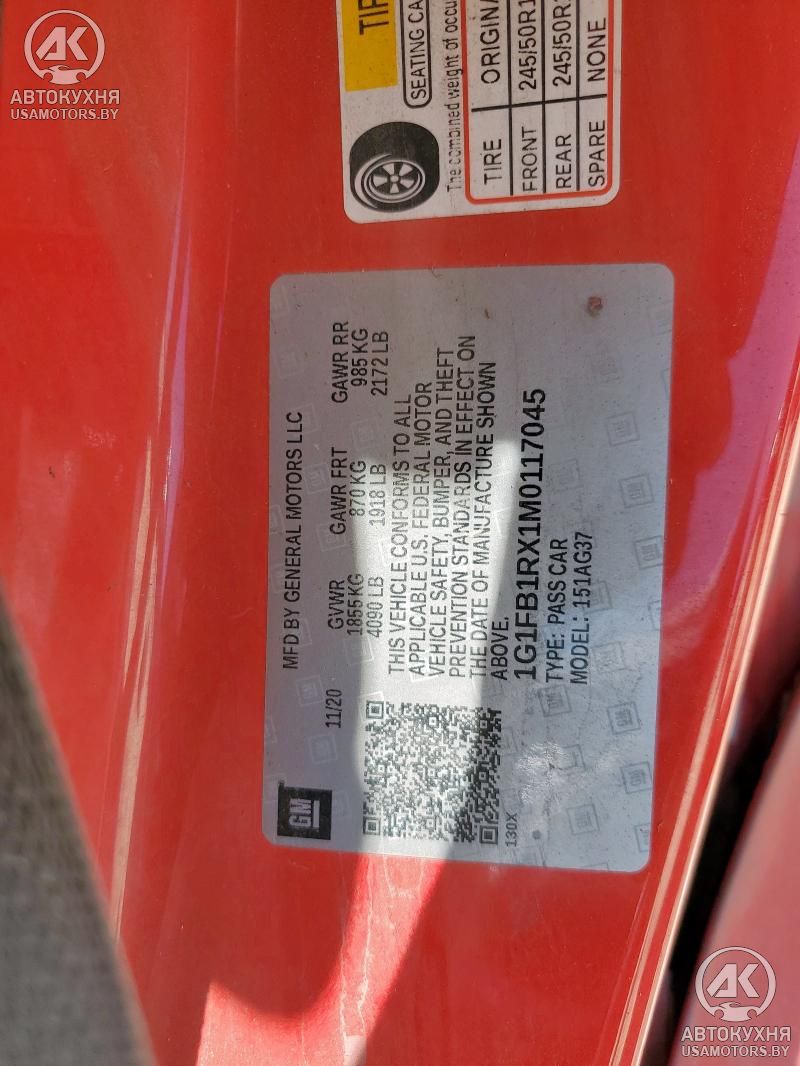 AK
АВТОКУХНЯ
USAMOTORS.BY
TIR
SEATING CA
The combined weight of occu
TIRE ORIGINA
FRONT 245/50R1
REAR 245/50R1
SPARE NONE
GM
MFD BY GENERAL MOTORS LLC
11/20
GVWR GAWR FRT GAWR RR
1855 KG 870 KG 985 KG
4090 LB 1918 LB 2172 LB
THIS VEHICLE CONFORMS TO ALL
APPLICABLE U.S. FEDERAL MOTOR
VEHICLE SAFETY, BUMPER, AND THEFT
PREVENTION STANDARDS IN EFFECT ON
THE DATE OF MANUFACTURE SHOWN
ABOVE.
130X
1G1FB1RX1M0117045
TYPE: PASS CAR
MODEL: 151AG37
AK
АВТОКУХНЯ
USAMOTORS.BY